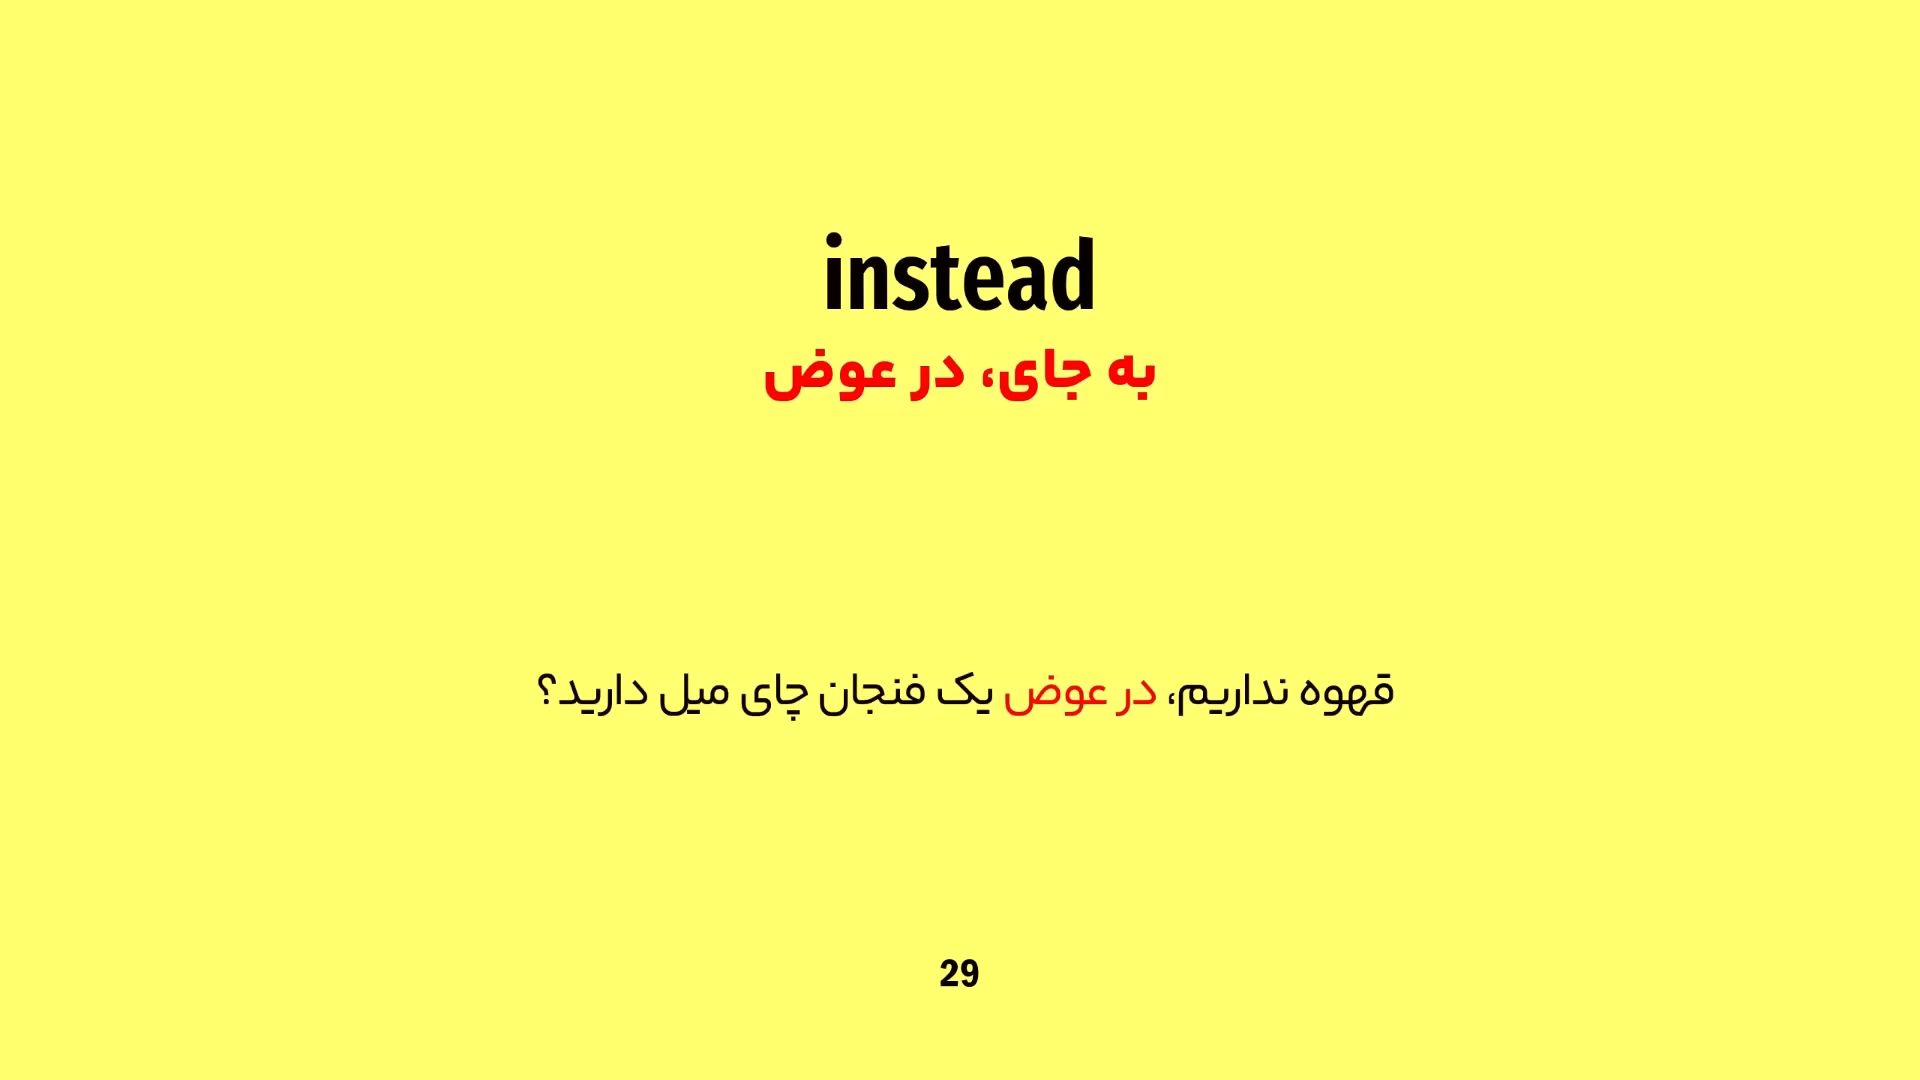 instead
به جای، در عوض
قهوه نداریم، در عوض یک فنجان چای میل دارید؟
29